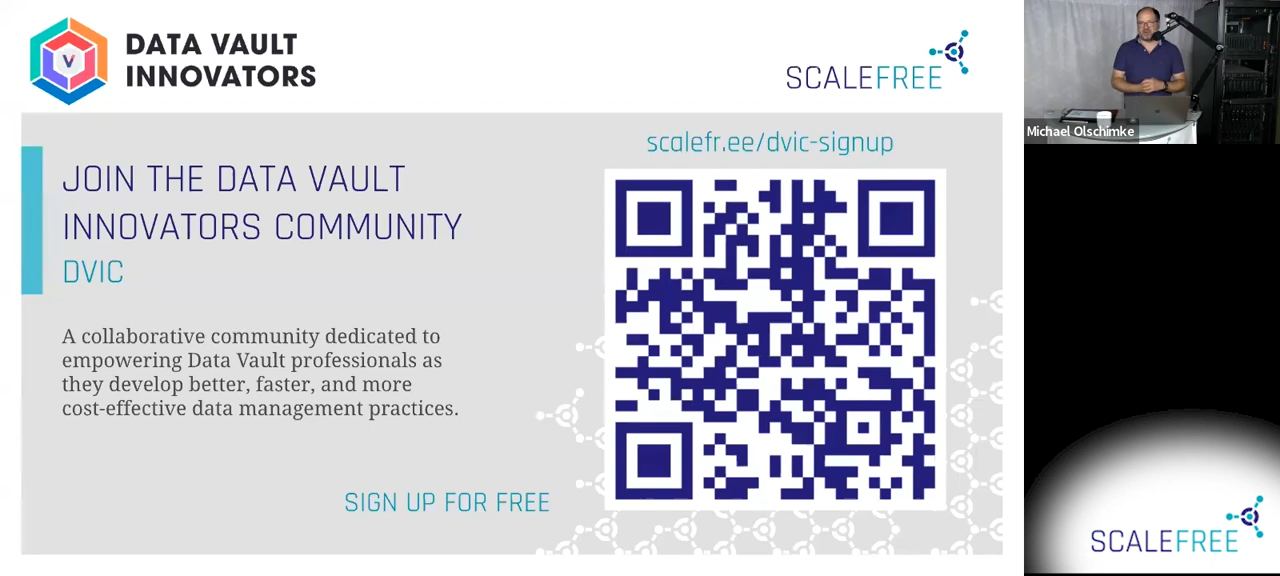 DATA VAULT
INNOVATORS
SCALEFREE
Michael Olschimke
scalefr.ee/dvic-signup
JOIN THE DATA VAULT
INNOVATORS COMMUNITY
DVIC
A collaborative community dedicated to
empowering Data Vault professionals as
they develop better, faster, and more
cost-effective data management practices.
SIGN UP FOR FREE
SCALEFREE
V